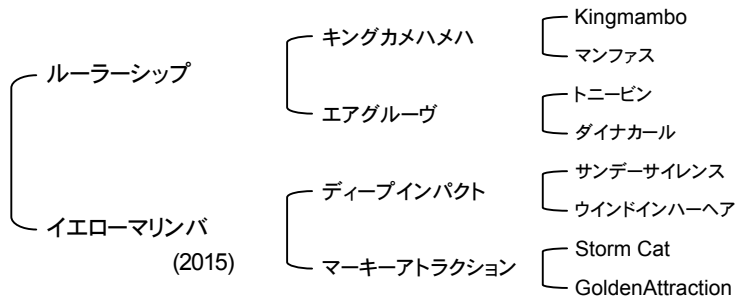 ルーラーシップ
イエローマリンバ
(2015)
キングカメハメハ
エアグルーヴ
ディープインパクト
マーキーアトラクション
Kingmambo
マンファス
トニービン
ダイナカール
サンデーサイレンス
ウインドインハーヘア
Storm Cat
GoldenAttraction